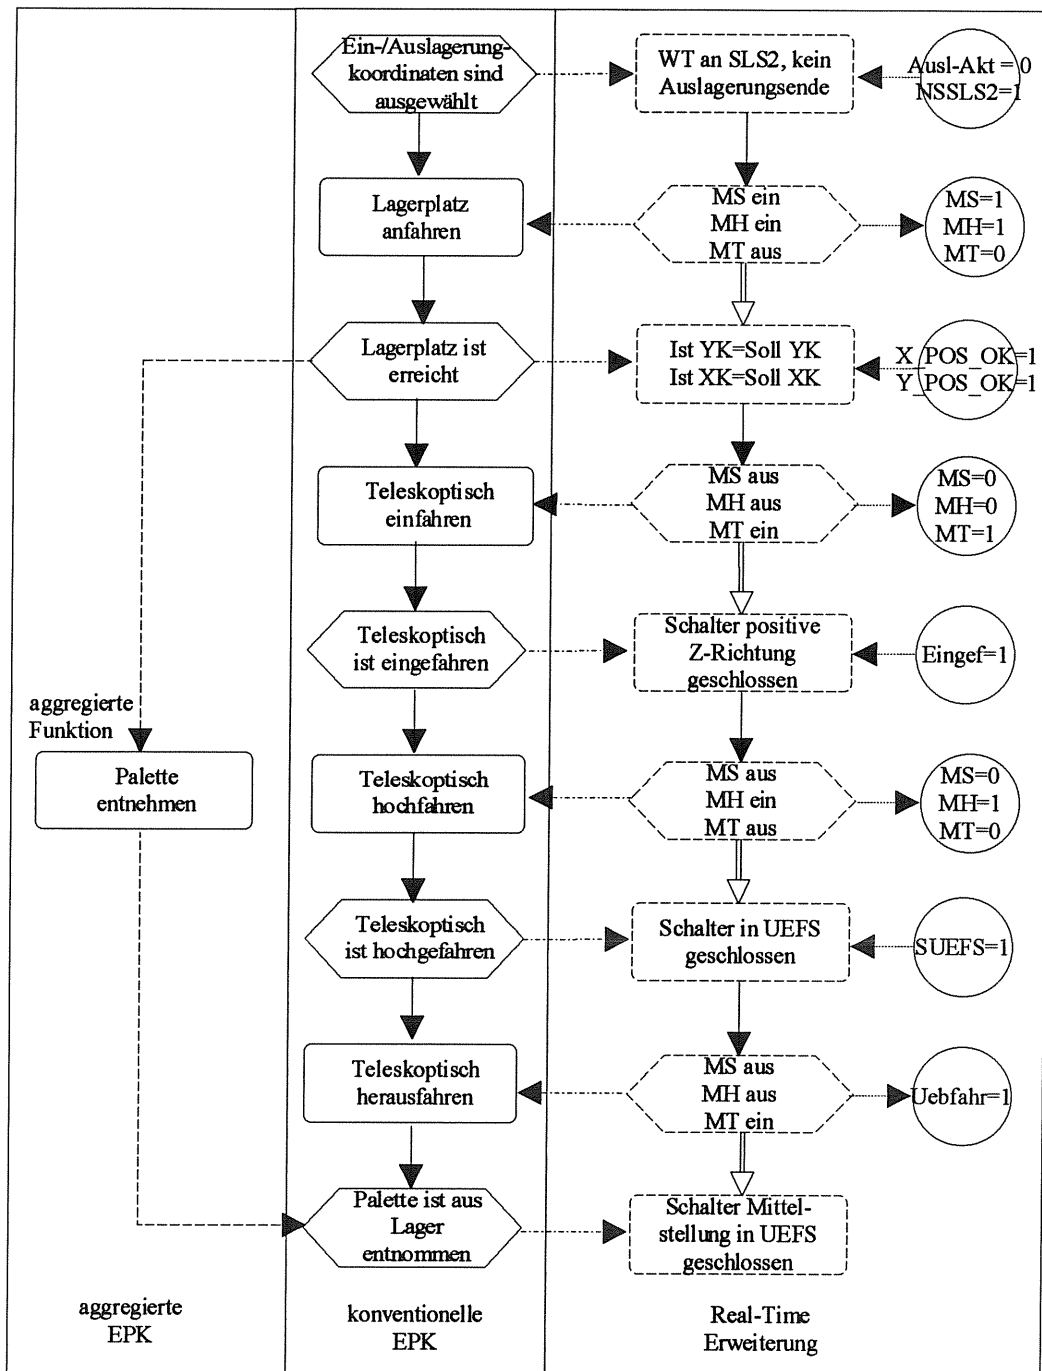 Ein-/Auslagerung-
koordinaten sind
ausgewählt
WT an SLS2, kein
Auslagerungsende
Ausl-Akt = 0
NSSLS2=1
Lagerplatz
anfahren
MS ein
MH ein
MT aus
MS=1
MH=1
MT=0
Lagerplatz ist
erreicht
Ist YK=Soll YK
Ist XK=Soll XK
X_POS_OK=1
Y_POS_OK=1
Teleskoptisch
einfahren
MS aus
MH aus
MT ein
MS=0
MH=0
MT=1
Teleskoptisch
ist eingefahren
Schalter positive
Z-Richtung
geschlossen
Eingef=1
aggregierte
Funktion
Palette
entnehmen
Teleskoptisch
hochfahren
MS aus
MH ein
MT aus
MS=0
MH=1
MT=0
Teleskoptisch
ist hochgefahren
Schalter in UEFS
geschlossen
SUEFS=1
Teleskoptisch
herausfahren
MS aus
MH aus
MT ein
Uebfahr=1
Palette ist aus
Lager
entnommen
Schalter Mittel-
stellung in UEFS
geschlossen
aggregierte
EPK
konventionelle
EPK
Real-Time
Erweiterung